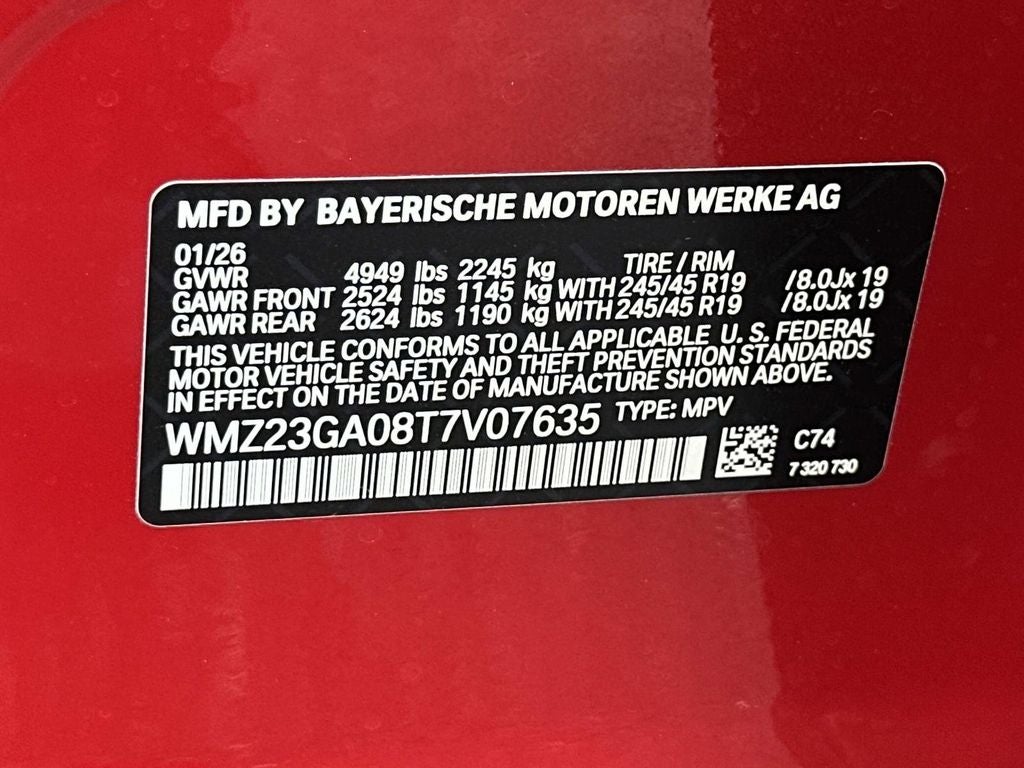 MFD BY BAYERISCHE MOTOREN WERKE AG
01/26
GVWR 4949 lbs 2245 kg TIRE / RIM
GAWR FRONT 2524 lbs 1145 kg WITH 245/45 R19 /8.0Jx 19
GAWR REAR 2624 lbs 1190 kg WITH 245/45 R19 /8.0Jx 19
THIS VEHICLE CONFORMS TO ALL APPLICABLE U. S. FEDERAL
MOTOR VEHICLE SAFETY AND THEFT PREVENTION STANDARDS
IN EFFECT ON THE DATE OF MANUFACTURE SHOWN ABOVE.
WMZ23GA08T7V07635 TYPE: MPV
C74
7 320 730